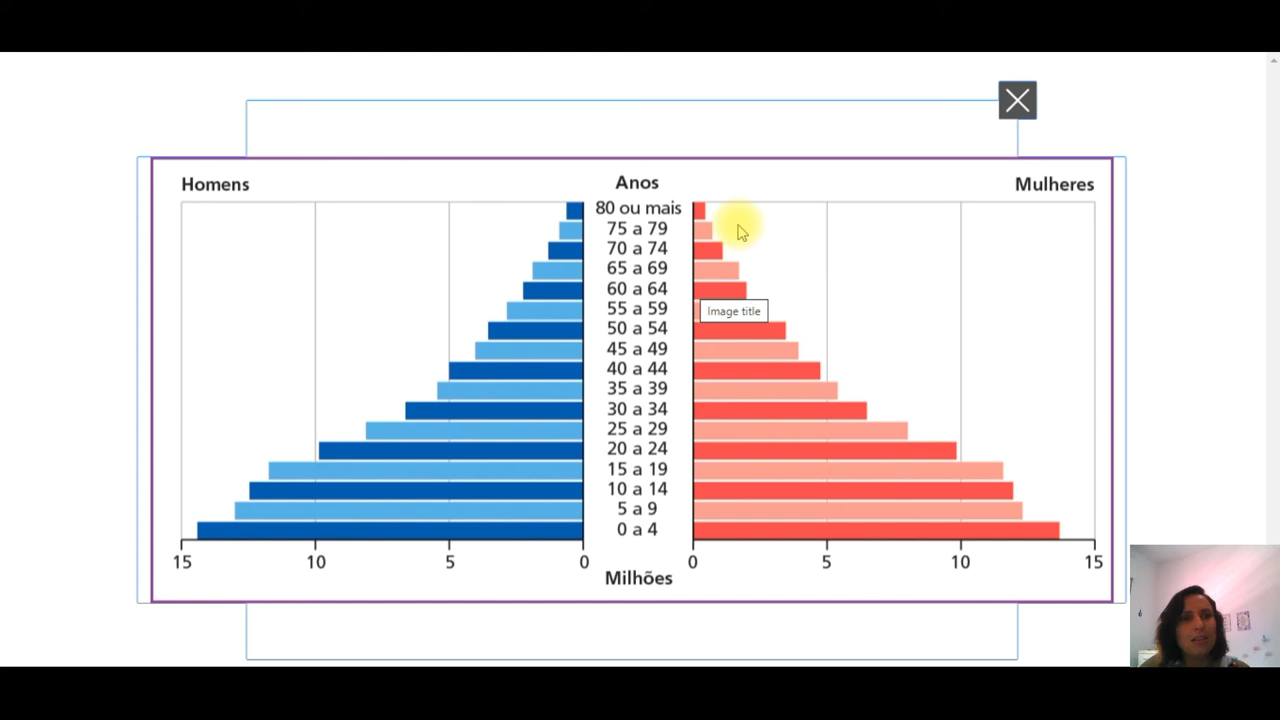 Homens
Anos
Mulheres
80 ou mais
75 a 79
70 a 74
65 a 69
60 a 64
55 a 59
Image title
50 a 54
45 a 49
40 a 44
35 a 39
30 a 34
25 a 29
20 a 24
15 a 19
10 a 14
5 a 9
0 a 4
15 10 5 0 0 5 10 15
Milhões